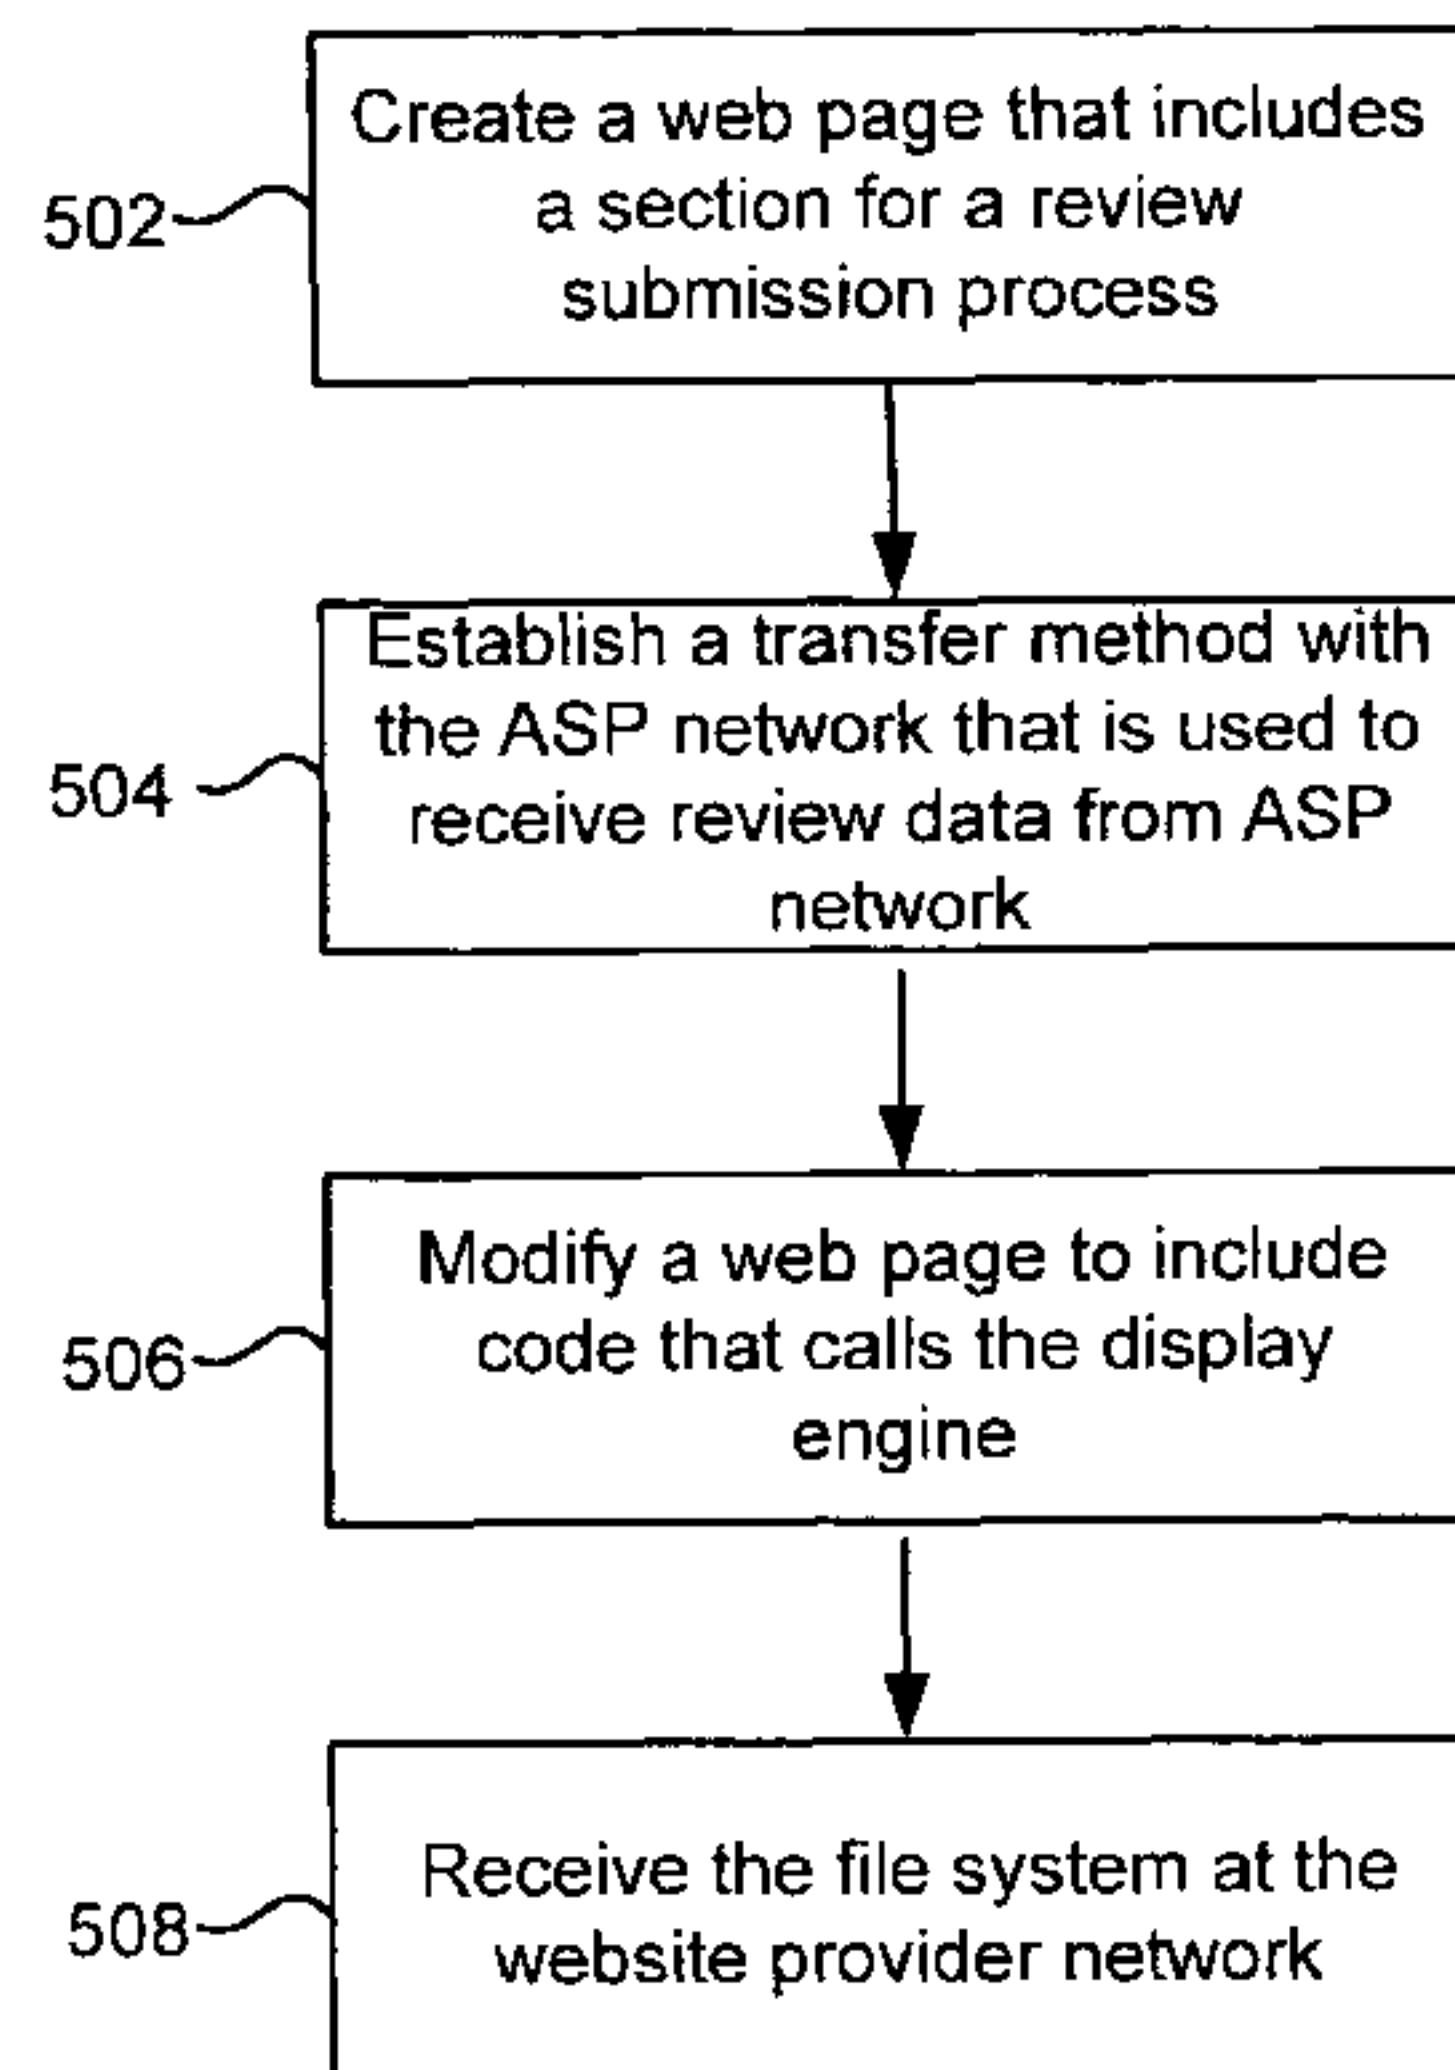 Create a web page that includes
a section for a review
submission process
502
Establish a transfer method with
the ASP network that is used to
receive review data from ASP
network
504
Modify a web page to include
code that calls the display
engine
506
Receive the file system at the
website provider network
508